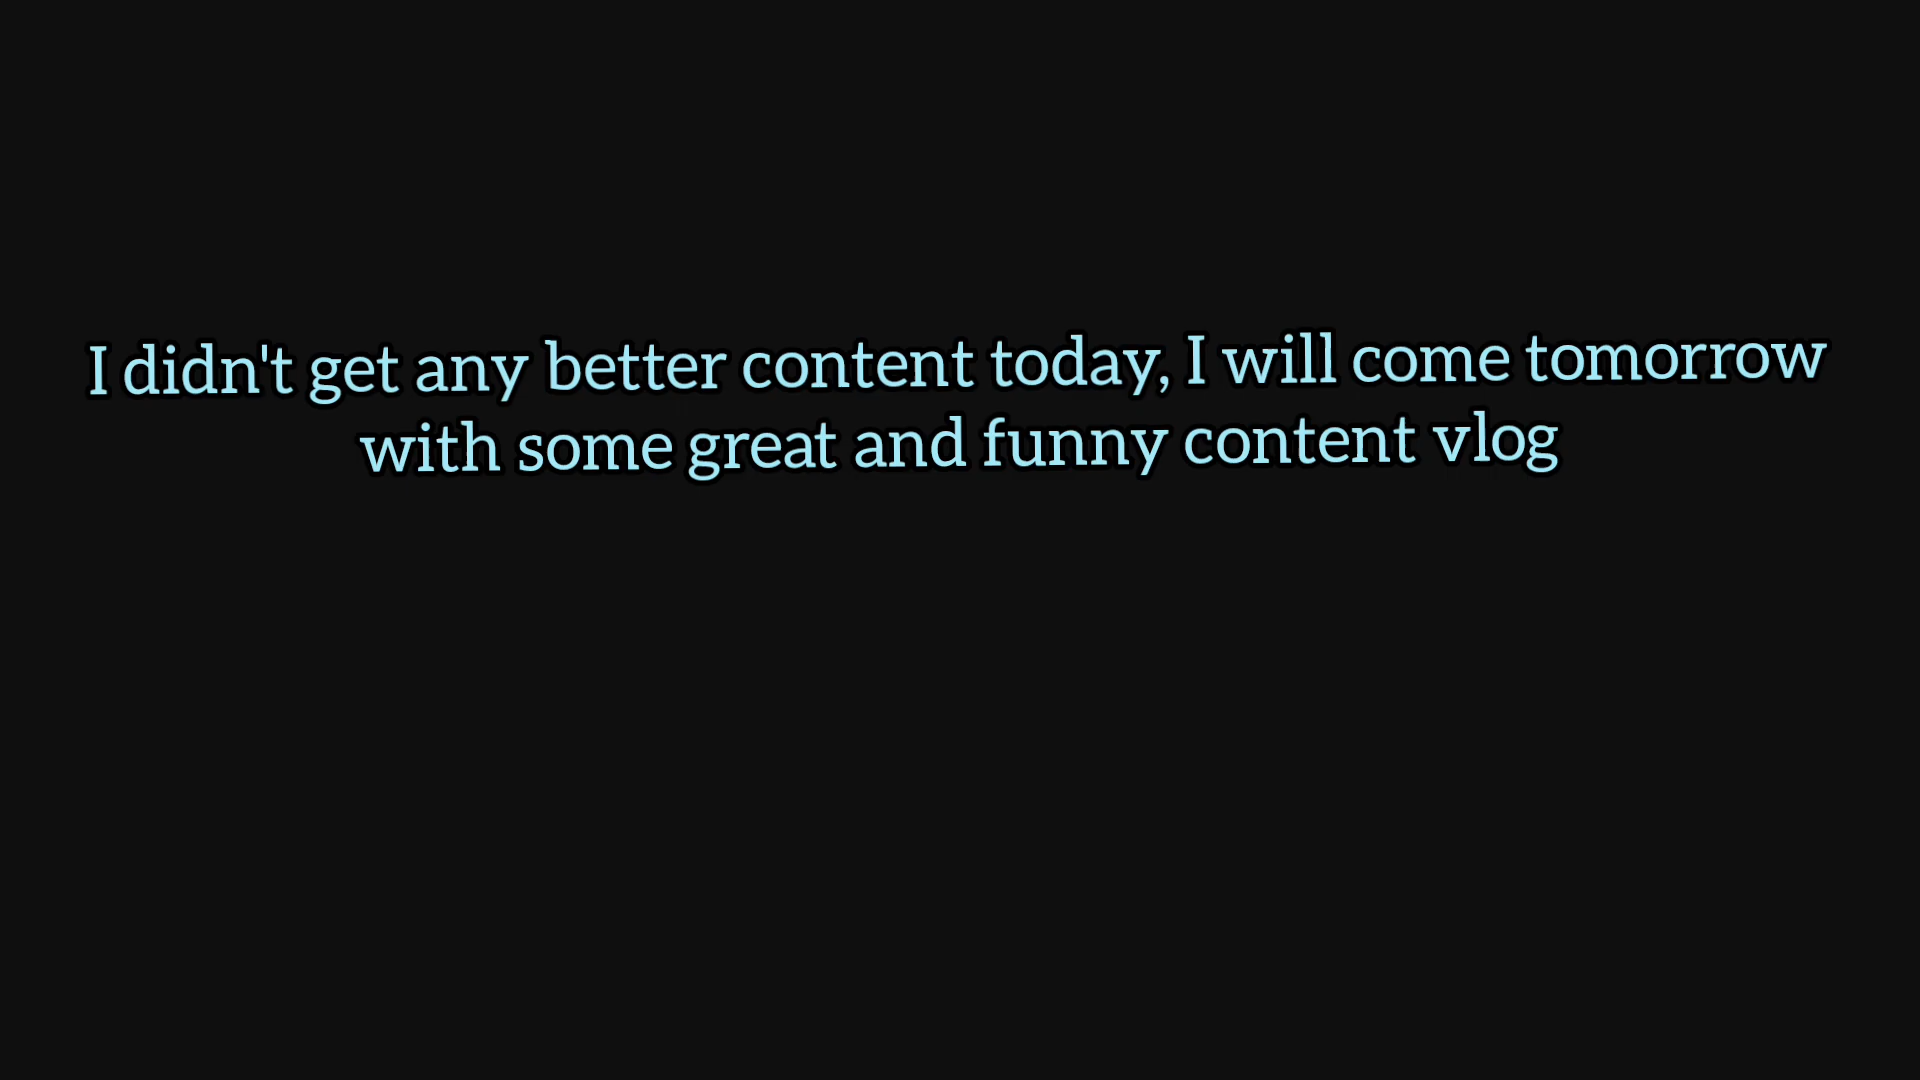 I didn't get any better content today, I will come tomorrow
with some great and funny content vlog